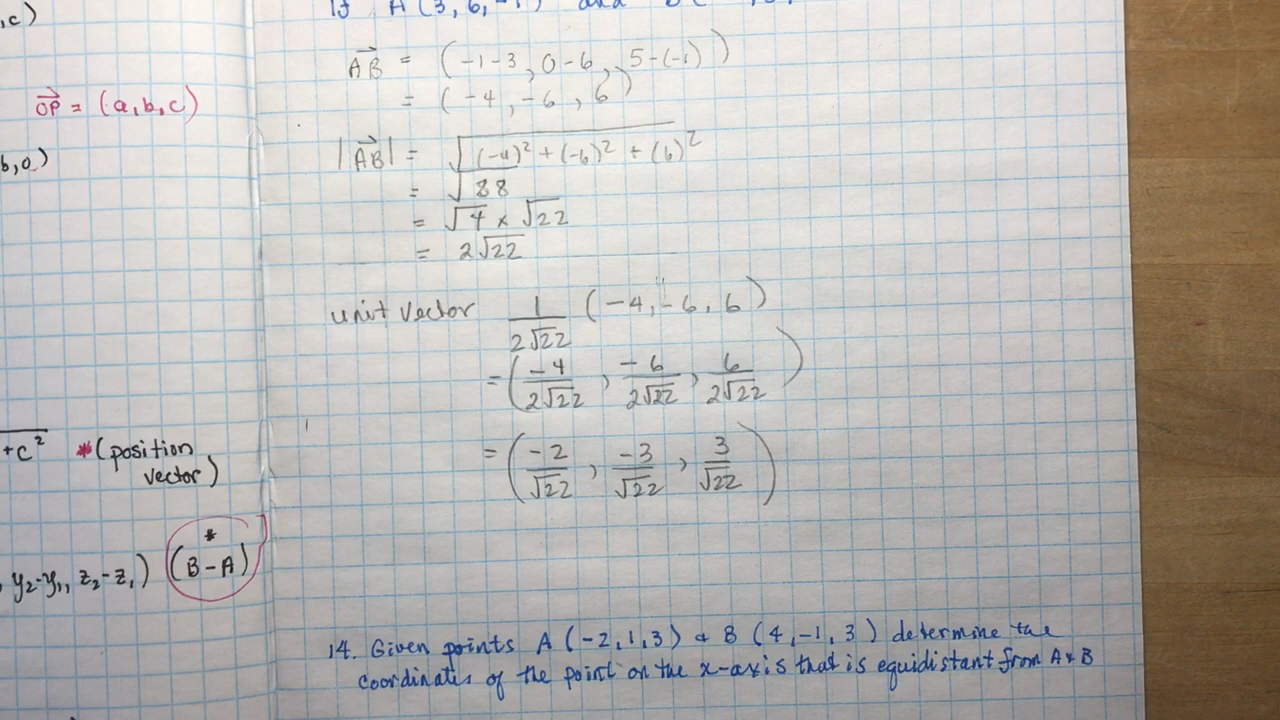 ,c)
OP = (a,b,c)
b,0)
+c² *(position
vector)
y₂-y₁, z₂-z₁) (B-A)
*
If A(3,6,-1) and
AB = (-1-3, 0-6, 5-(-1))
= (-4, -6, 6)
|AB| = √(-4)² + (-6)² + (6)²
= √88
= √4 × √22
= 2√22
unit vector 1/2√22 (-4, -6, 6)
= (-4/2√22, -6/2√22, 6/2√22)
= (-2/√22, -3/√22, 3/√22)
14. Given points A (-2,1,3) & B (4,-1,3) determine the
coordinates of the point on the x-axis that is equidistant from A & B